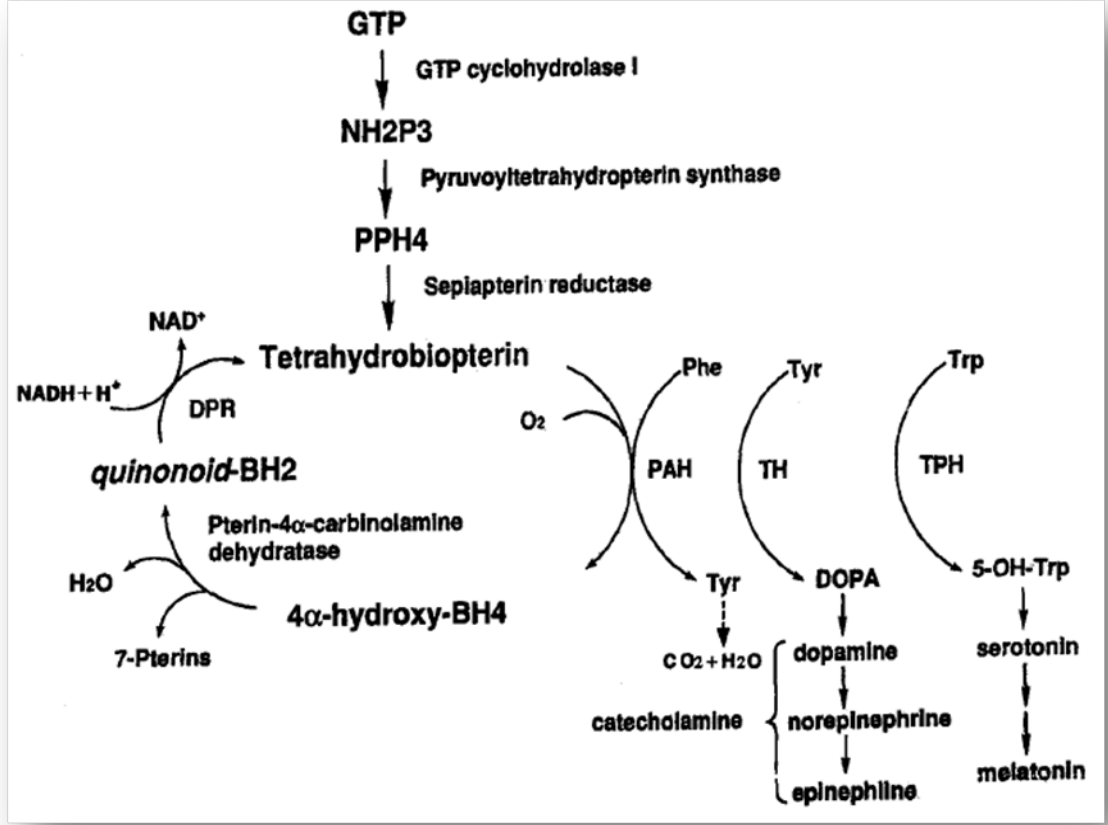 GTP
GTP cyclohydrolase I
NH2P3
Pyruvoyltetrahydropterin synthase
PPH4
Sepiapterin reductase
NAD+
Tetrahydrobiopterin
Phe
Tyr
Trp
NADH+H+
DPR
O2
quinonoid-BH2
PAH
TH
TPH
Pterin-4α-carbinolamine
dehydratase
H2O
4α-hydroxy-BH4
7-Pterins
Tyr
DOPA
5-OH-Trp
CO2+H2O
dopamine
serotonin
catecholamine
norepinephrine
epinephiine
melatonin